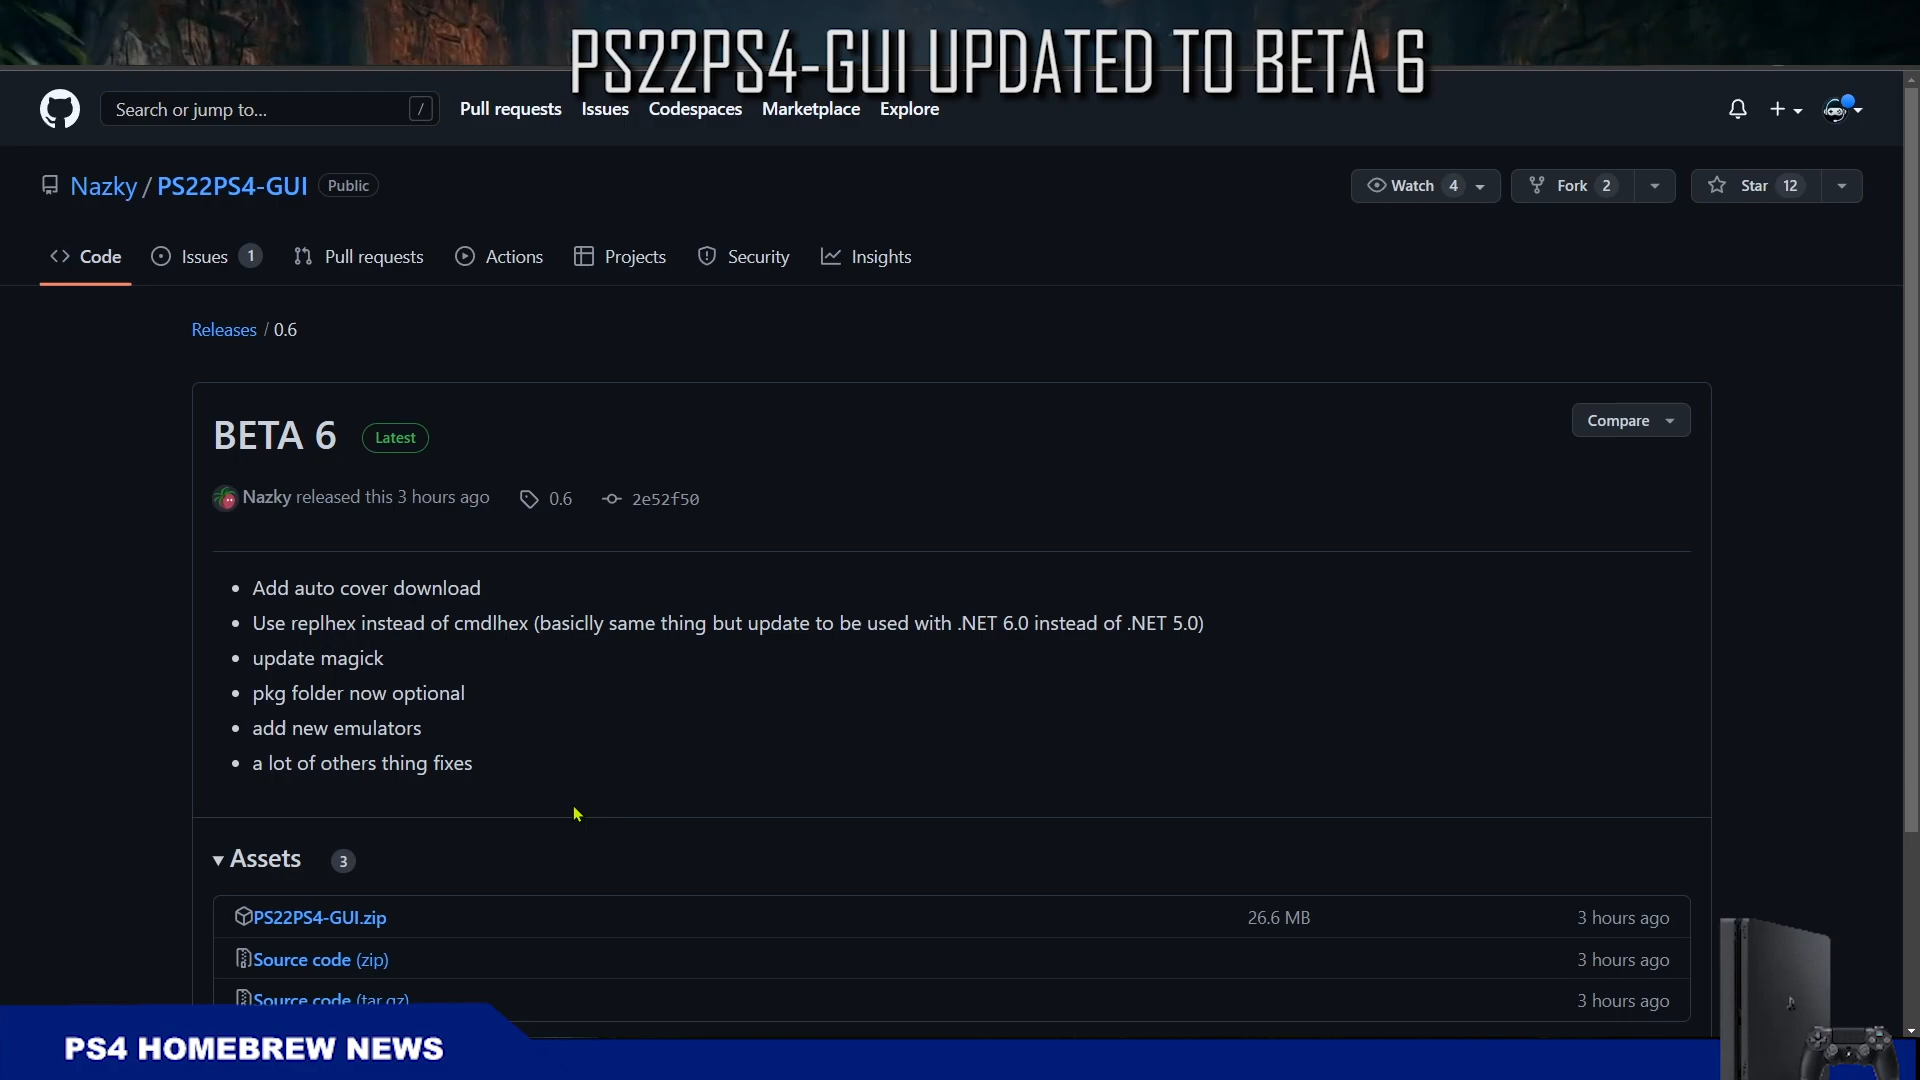 PS22PS4-GUI UPDATED TO BETA 6
Search or jump to... /
Pull requests Issues Codespaces Marketplace Explore
Nazky / PS22PS4-GUI Public
Watch 4 Fork 2 Star 12
Code Issues 1 Pull requests Actions Projects Security Insights
Releases / 0.6
BETA 6 Latest
Compare
Nazky released this 3 hours ago 0.6 2e52f50
• Add auto cover download
• Use replhex instead of cmdlhex (basiclly same thing but update to be used with .NET 6.0 instead of .NET 5.0)
• update magick
• pkg folder now optional
• add new emulators
• a lot of others thing fixes
Assets 3
PS22PS4-GUI.zip 26.6 MB 3 hours ago
Source code (zip) 3 hours ago
Source code (tar.gz) 3 hours ago
PS4 HOMEBREW NEWS